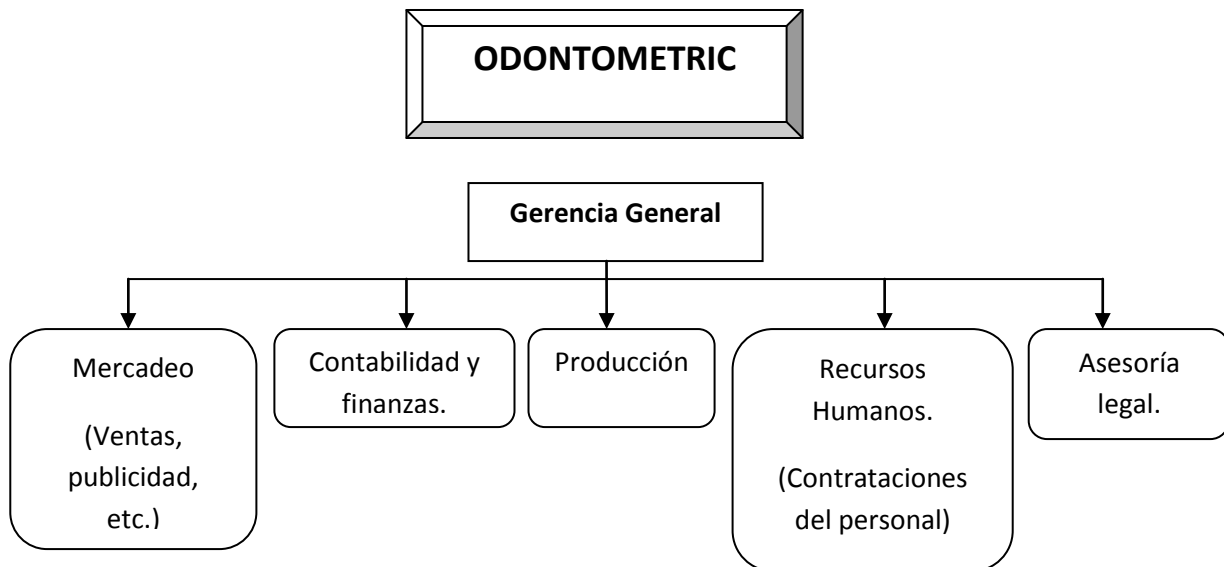 ODONTOMETRIC
Gerencia General
Mercadeo
(Ventas,
publicidad,
etc.)
Contabilidad y
finanzas.
Producción
Recursos
Humanos.
(Contrataciones
del personal)
Asesoría
legal.